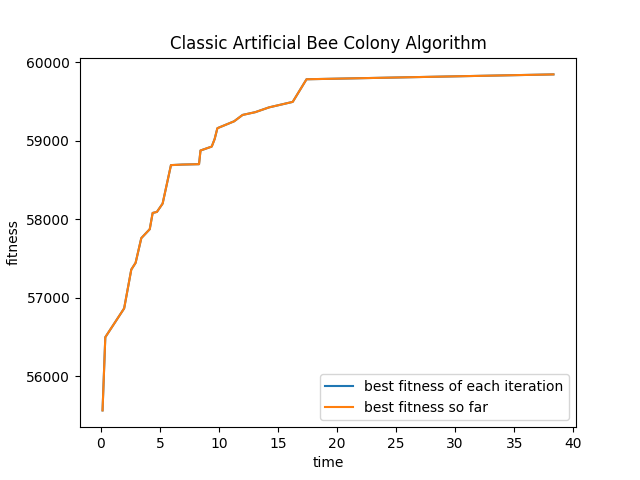 Classic Artificial Bee Colony Algorithm
60000
59000
58000
57000
56000
fitness
best fitness of each iteration
best fitness so far
0 5 10 15 20 25 30 35 40
time